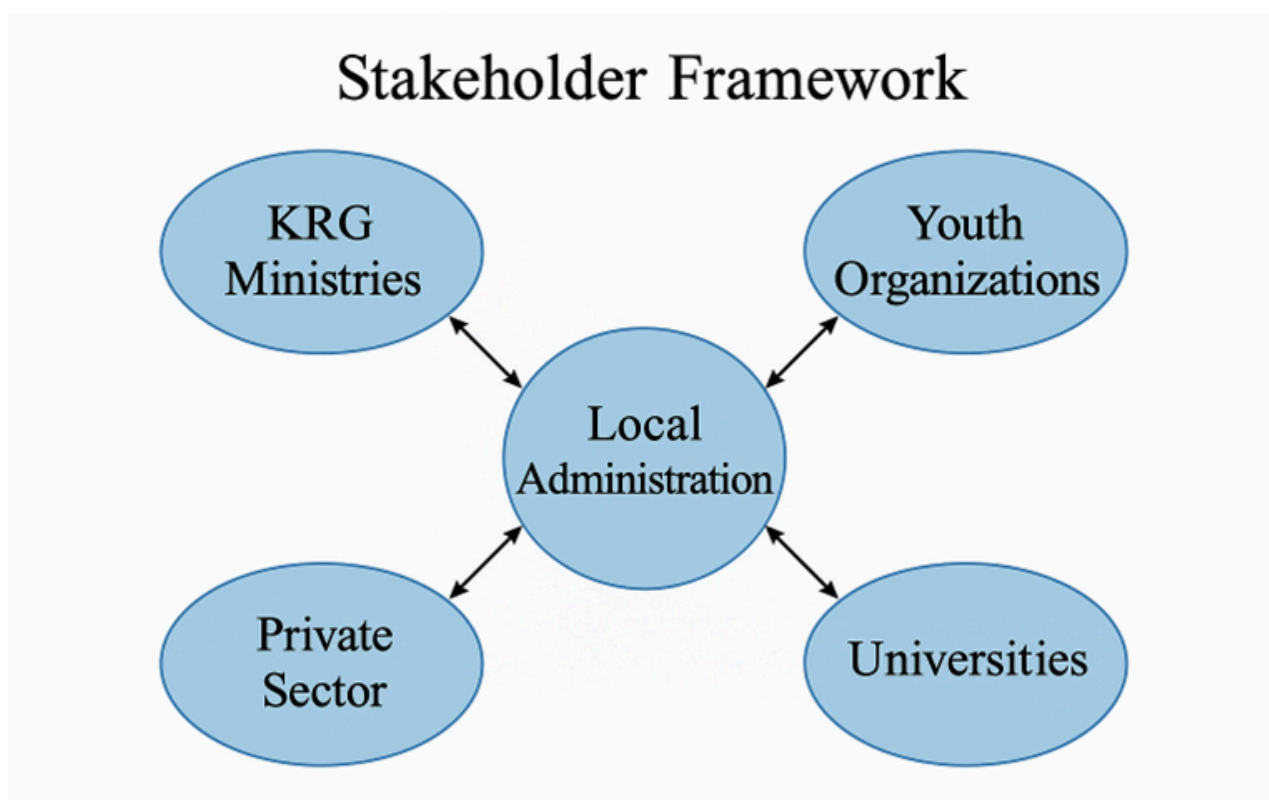 Stakeholder Framework
KRG
Ministries
Youth
Organizations
Local
Administration
Private
Sector
Universities